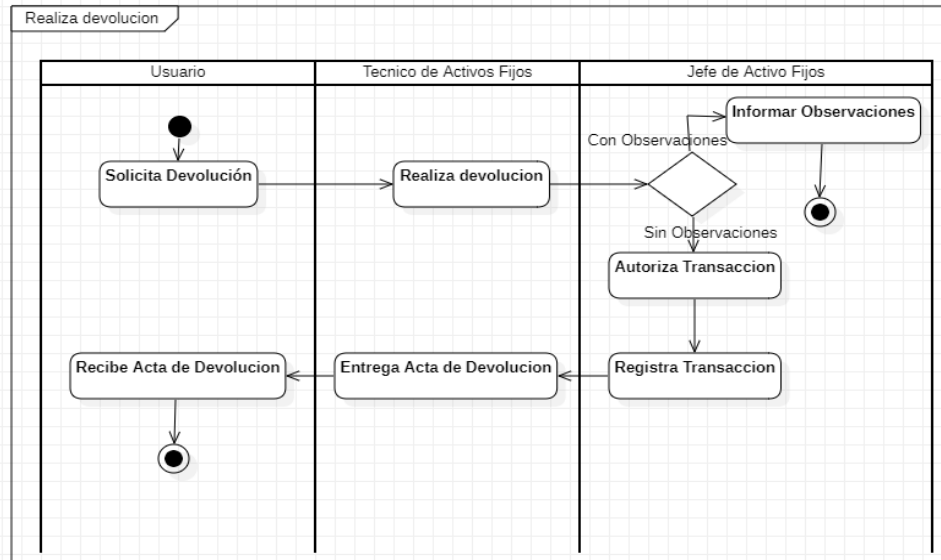 Realiza devolucion
Usuario
Tecnico de Activos Fijos
Jefe de Activo Fijos
Informar Observaciones
Con Observaciones
Solicita Devolución
Realiza devolucion
Sin Observaciones
Autoriza Transaccion
Recibe Acta de Devolucion
Entrega Acta de Devolucion
Registra Transaccion